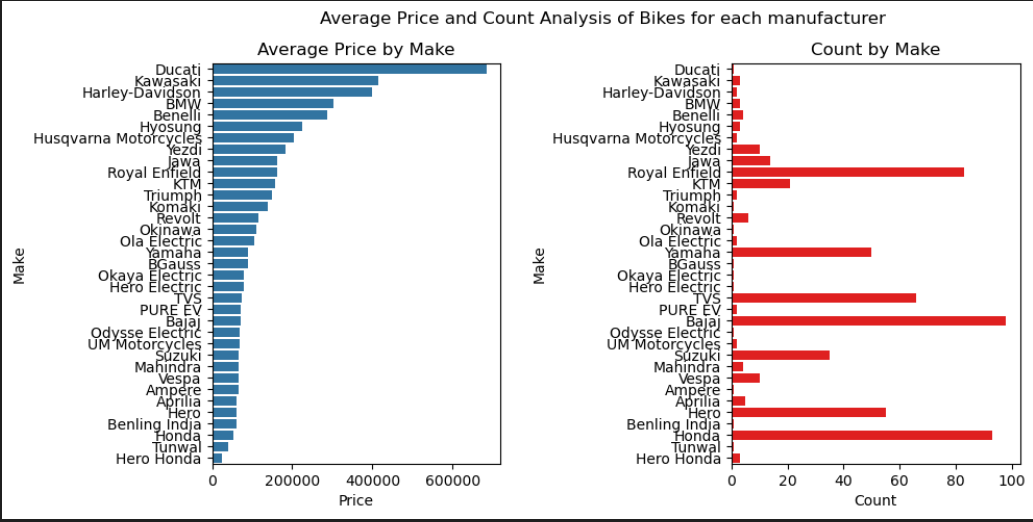 Average Price and Count Analysis of Bikes for each manufacturer
Average Price by Make
Ducati
Kawasaki
Harley-Davidson
BMW
Benelli
Hyosung
Husqvarna Motorcycles
Yezdi
Jawa
Royal Enfield
KTM
Triumph
Komaki
Revolt
Okinawa
Ola Electric
Yamaha
BGauss
Okaya Electric
Hero Electric
TVS
PURE EV
Bajaj
Odysse Electric
UM Motorcycles
Suzuki
Mahindra
Vespa
Ampere
Aprilia
Hero
Benling India
Honda
Tunwal
Hero Honda
Make
0 200000 400000 600000
Price
Count by Make
Ducati
Kawasaki
Harley-Davidson
BMW
Benelli
Hyosung
Husqvarna Motorcycles
Yezdi
Jawa
Royal Enfield
KTM
Triumph
Komaki
Revolt
Okinawa
Ola Electric
Yamaha
BGauss
Okaya Electric
Hero Electric
TVS
PURE EV
Bajaj
Odysse Electric
UM Motorcycles
Suzuki
Mahindra
Vespa
Ampere
Aprilia
Hero
Benling India
Honda
Tunwal
Hero Honda
Make
0 20 40 60 80 100
Count